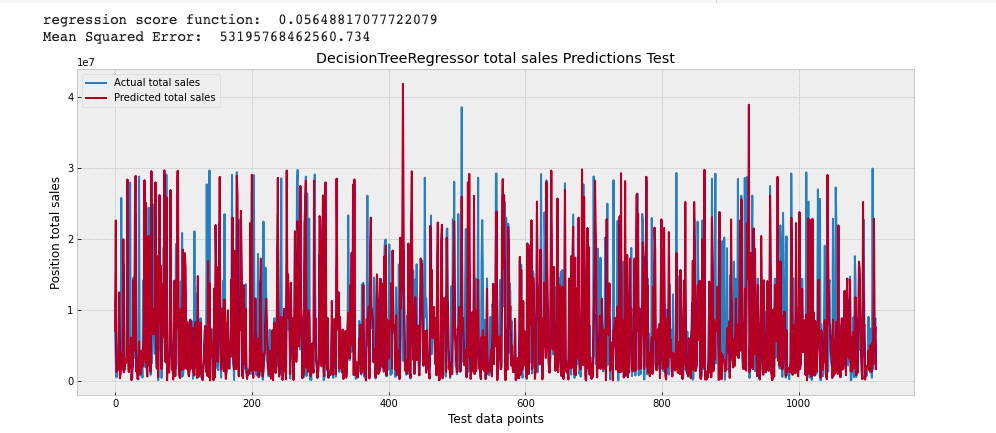 regression score function:  0.05648817077722079
Mean Squared Error:  53195768462560.734
DecisionTreeRegressor total sales Predictions Test
1e7
Actual total sales
Predicted total sales
4
3
2
1
0
Position total sales
0 200 400 600 800 1000
Test data points